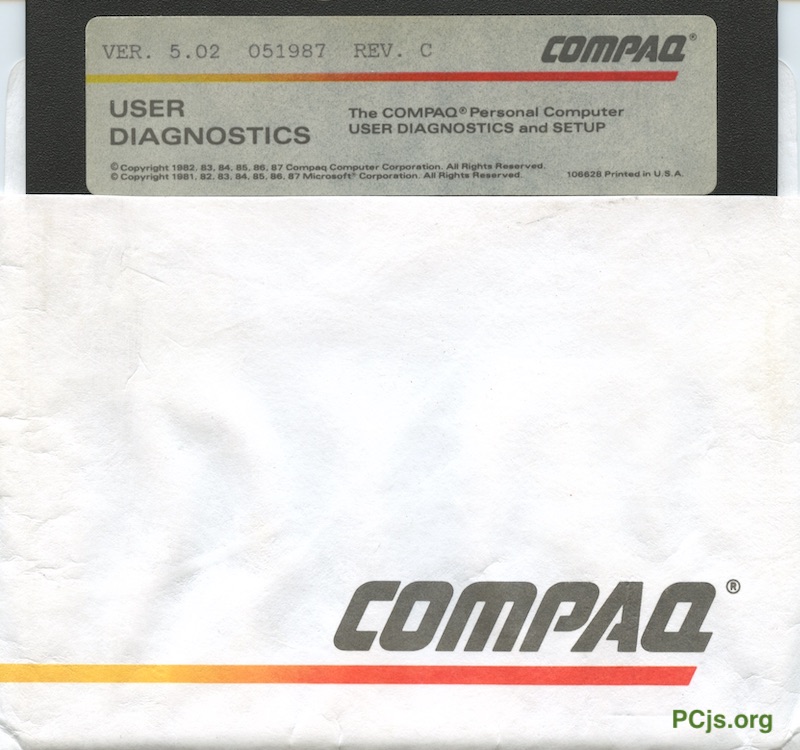 VER. 5.02 051987 REV. C COMPAQ®
USER DIAGNOSTICS
The COMPAQ® Personal Computer
USER DIAGNOSTICS and SETUP
© Copyright 1982, 83, 84, 85, 86, 87 Compaq Computer Corporation. All Rights Reserved.
© Copyright 1981, 82, 83, 84, 85, 86, 87 Microsoft® Corporation. All Rights Reserved. 106628 Printed in U.S.A.
COMPAQ®
PCjs.org